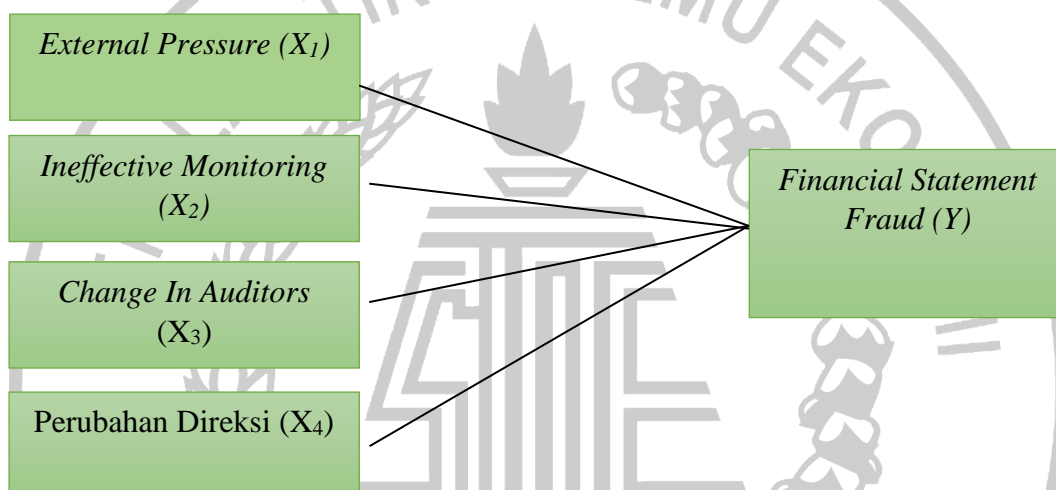 External Pressure (X₁)
Ineffective Monitoring
(X₂)
Change In Auditors
(X₃)
Perubahan Direksi (X₄)
Financial Statement
Fraud (Y)